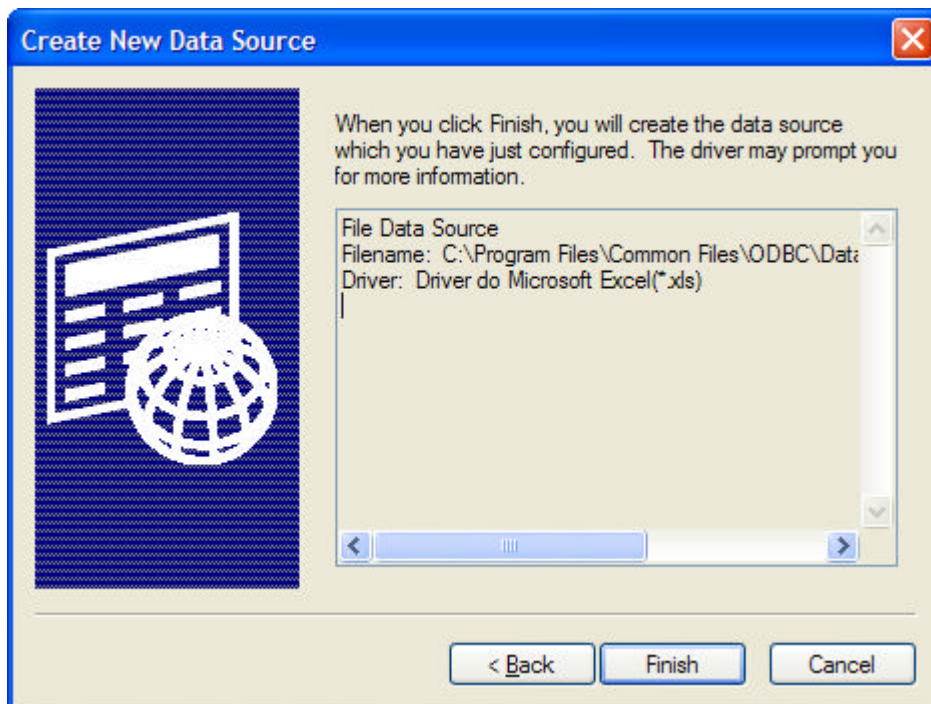 Create New Data Source
When you click Finish, you will create the data source
which you have just configured. The driver may prompt you
for more information.
File Data Source
Filename: C:\Program Files\Common Files\ODBC\Data
Driver: Driver do Microsoft Excel(*.xls)
< Back
Finish
Cancel